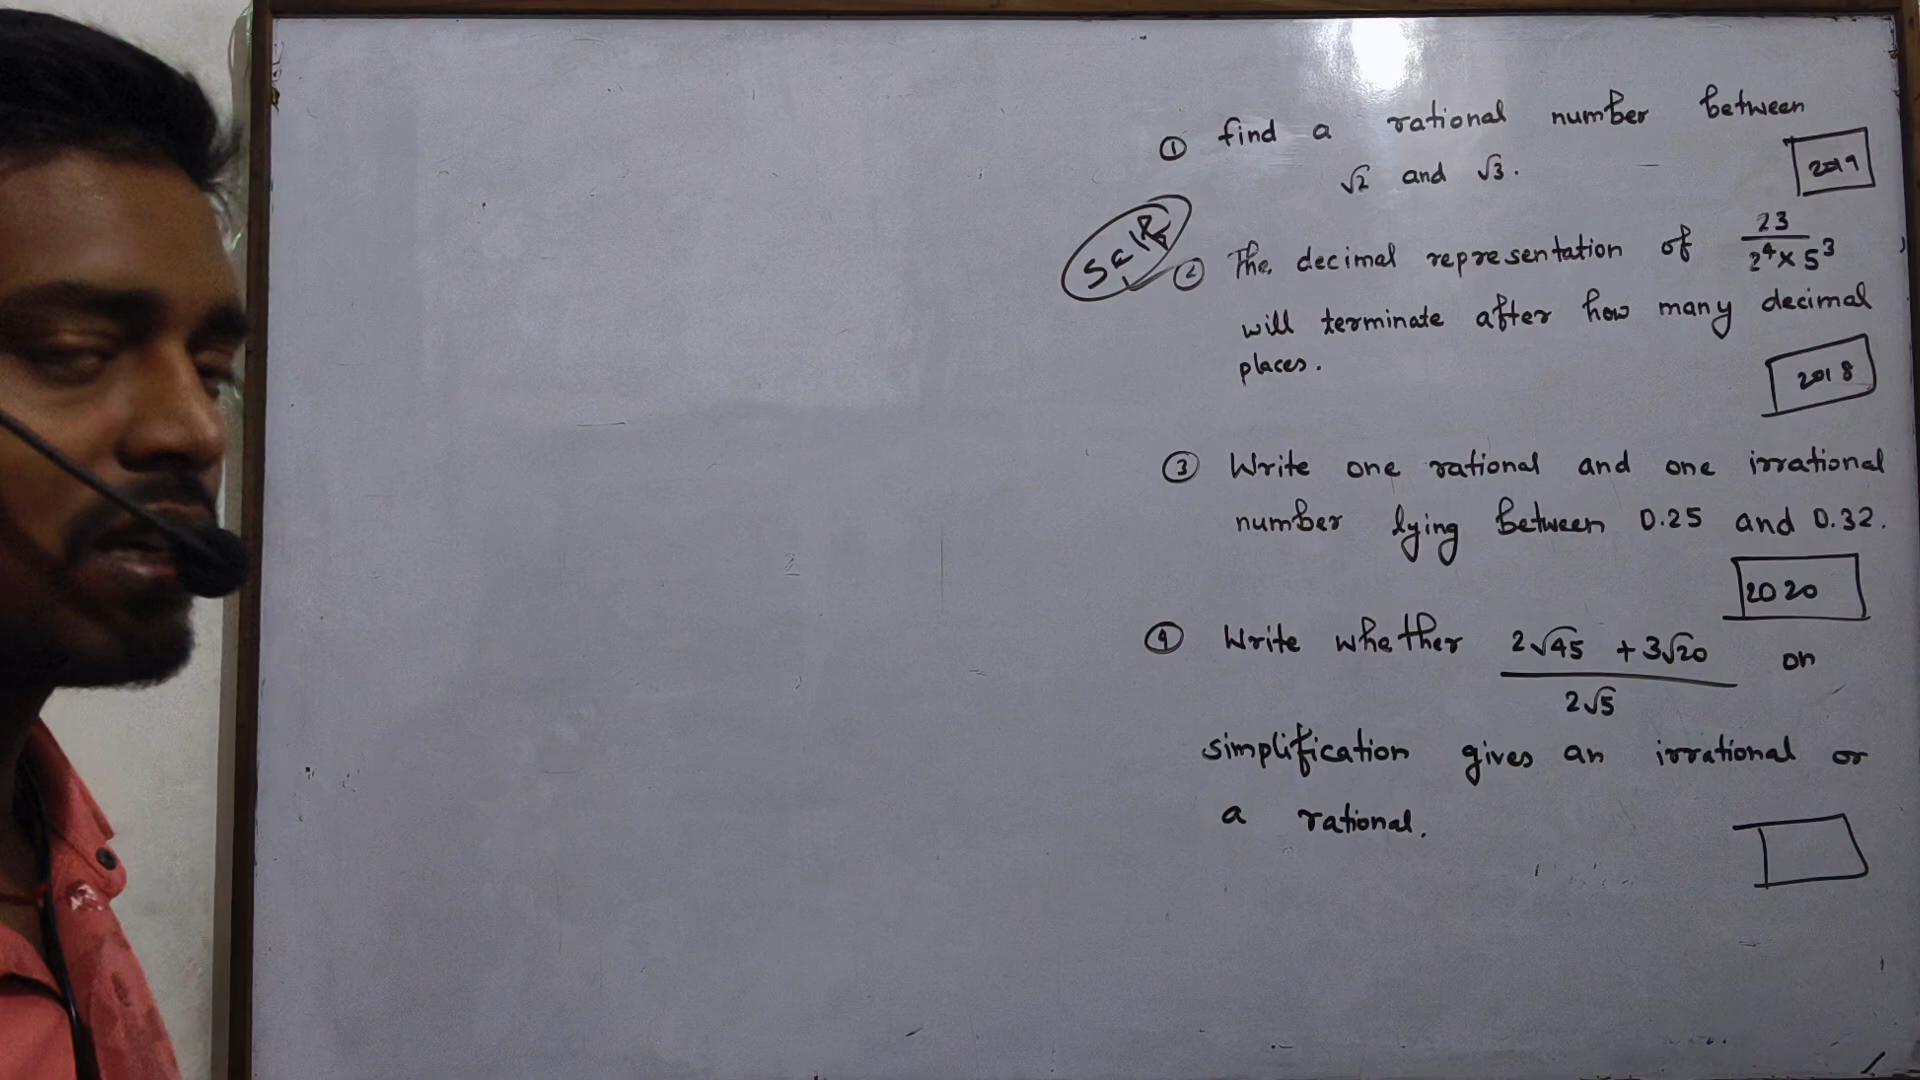 ① find a rational number between
√2 and √3.
2019
Self
② The decimal representation of 23/2⁴×5³
will terminate after how many decimal
places.
2018
③ Write one rational and one irrational
number lying between 0.25 and 0.32.
2020
④ Write whether (2√45 + 3√20)/2√5 on
simplification gives an irrational or
a rational.